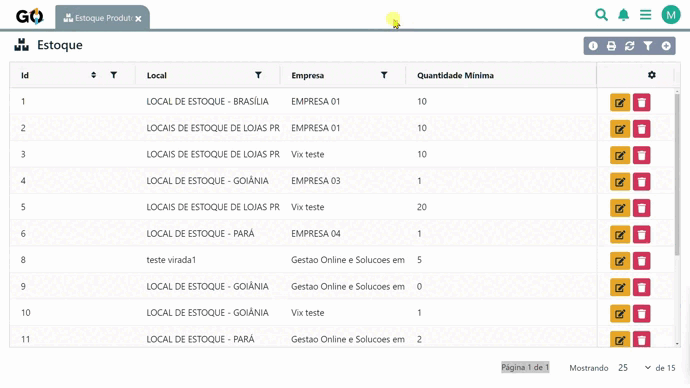 GO
Estoque Produt
M
Estoque
Id Local Empresa Quantidade Mínima
1 LOCAL DE ESTOQUE - BRASÍLIA EMPRESA 01 10
2 LOCAIS DE ESTOQUE DE LOJAS PR EMPRESA 01 10
3 LOCAIS DE ESTOQUE DE LOJAS PR Vix teste 10
4 LOCAL DE ESTOQUE - GOIÂNIA EMPRESA 03 1
5 LOCAIS DE ESTOQUE DE LOJAS PR Vix teste 20
6 LOCAL DE ESTOQUE - PARÁ EMPRESA 04 1
8 teste virada1 Gestao Online e Solucoes em 5
9 LOCAL DE ESTOQUE - GOIÂNIA Gestao Online e Solucoes em 0
10 LOCAL DE ESTOQUE - GOIÂNIA Vix teste 1
11 LOCAL DE ESTOQUE - PARÁ Gestao Online e Solucoes em 2
Página 1 de 1 Mostrando 25 de 15